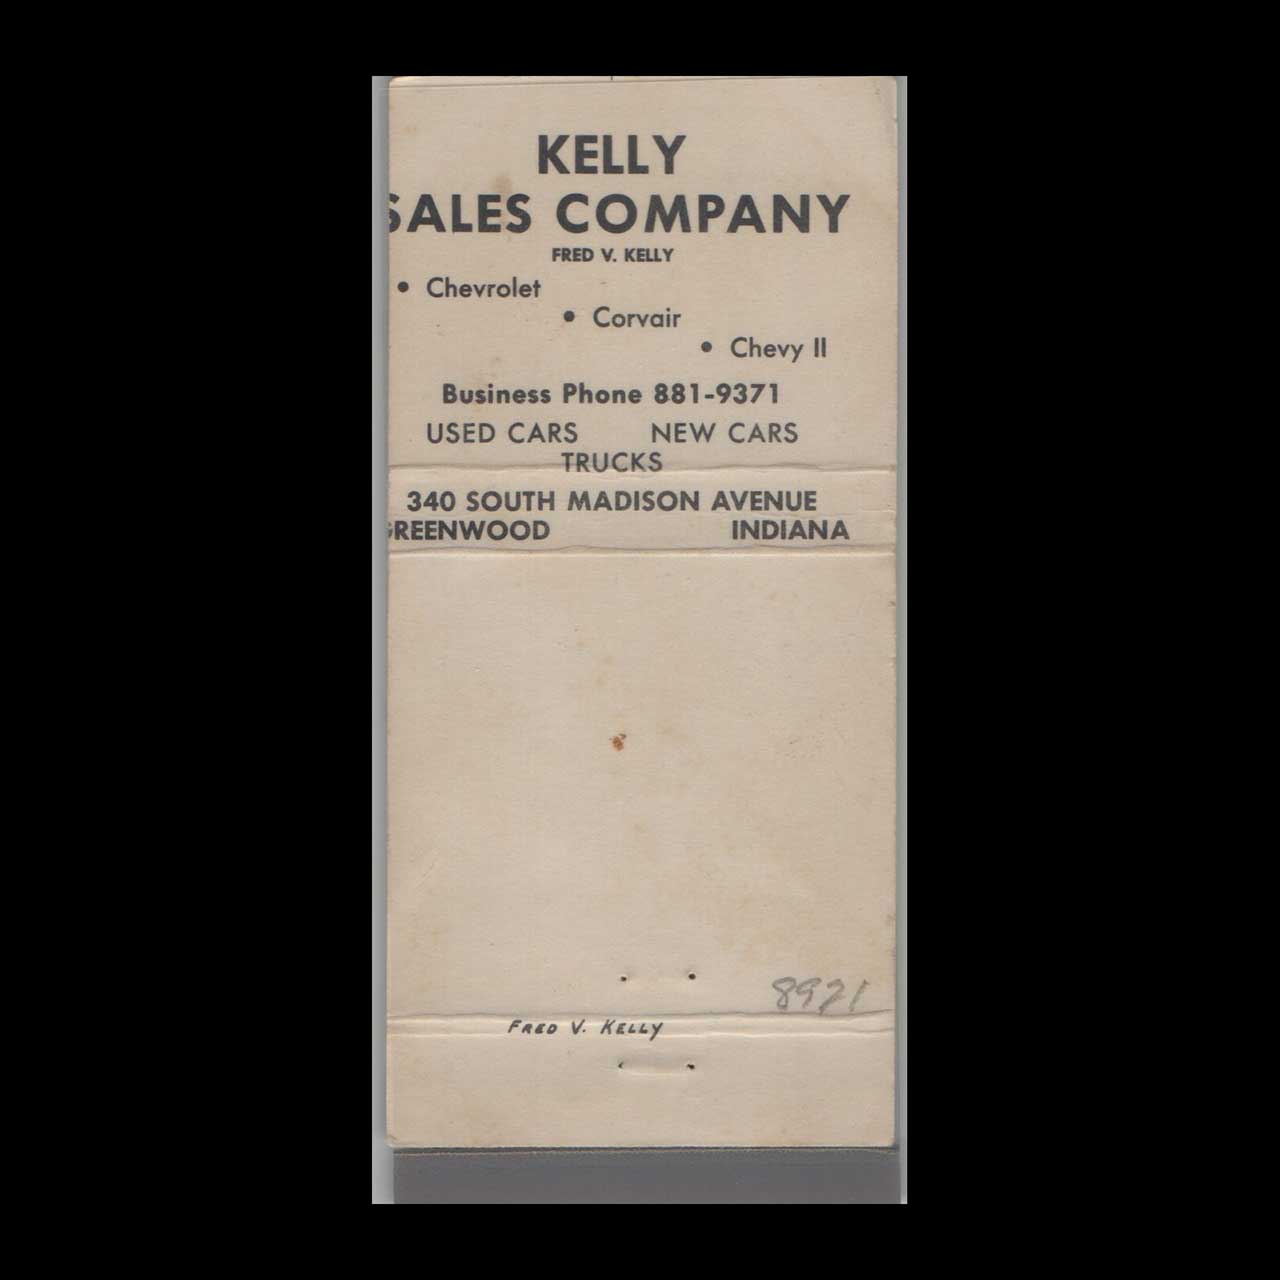 KELLY
SALES COMPANY
FRED V. KELLY
• Chevrolet
• Corvair
• Chevy II
Business Phone 881-9371
USED CARS NEW CARS
TRUCKS
340 SOUTH MADISON AVENUE
GREENWOOD INDIANA
8921
FRED V. KELLY